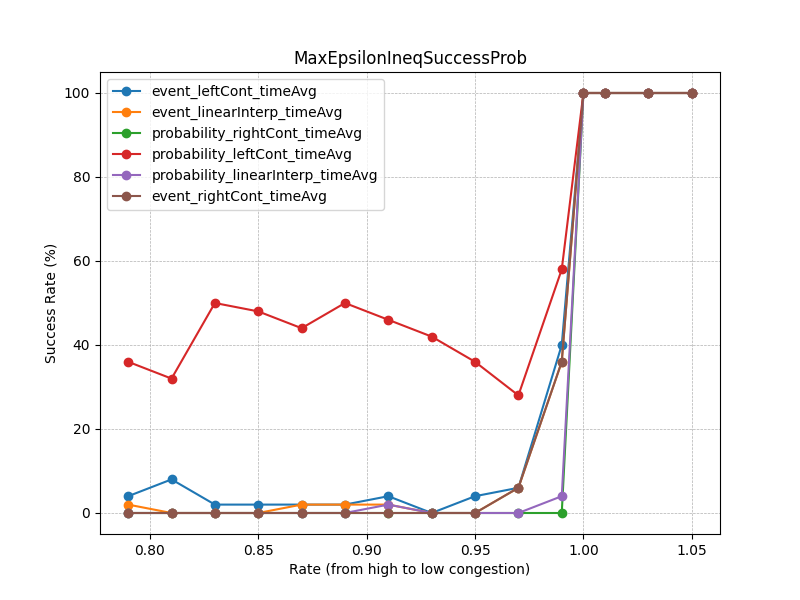 MaxEpsilonIneqSuccessProb
event_leftCont_timeAvg
event_linearInterp_timeAvg
probability_rightCont_timeAvg
probability_leftCont_timeAvg
probability_linearInterp_timeAvg
event_rightCont_timeAvg
Success Rate (%)
100
80
60
40
20
0
0.80 0.85 0.90 0.95 1.00 1.05
Rate (from high to low congestion)